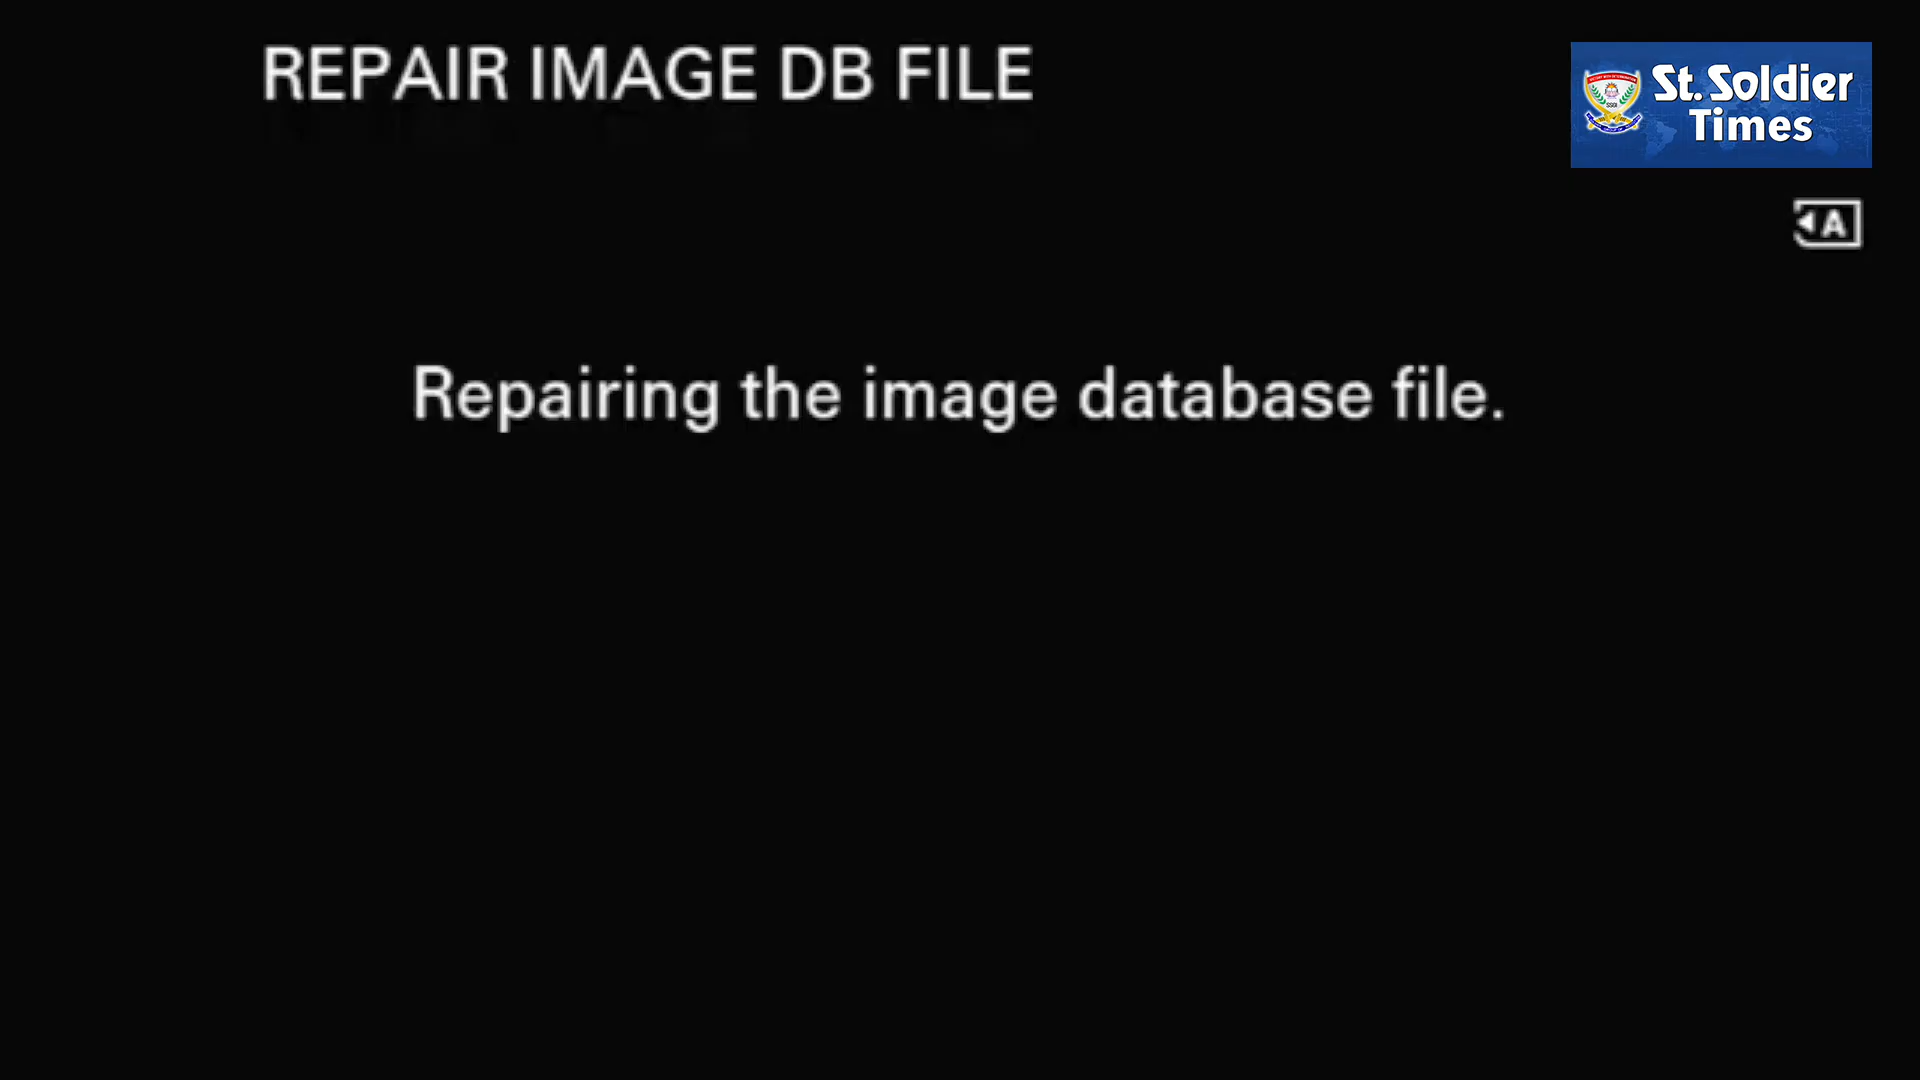 REPAIR IMAGE DB FILE
St. Soldier
Times
A
Repairing the image database file.